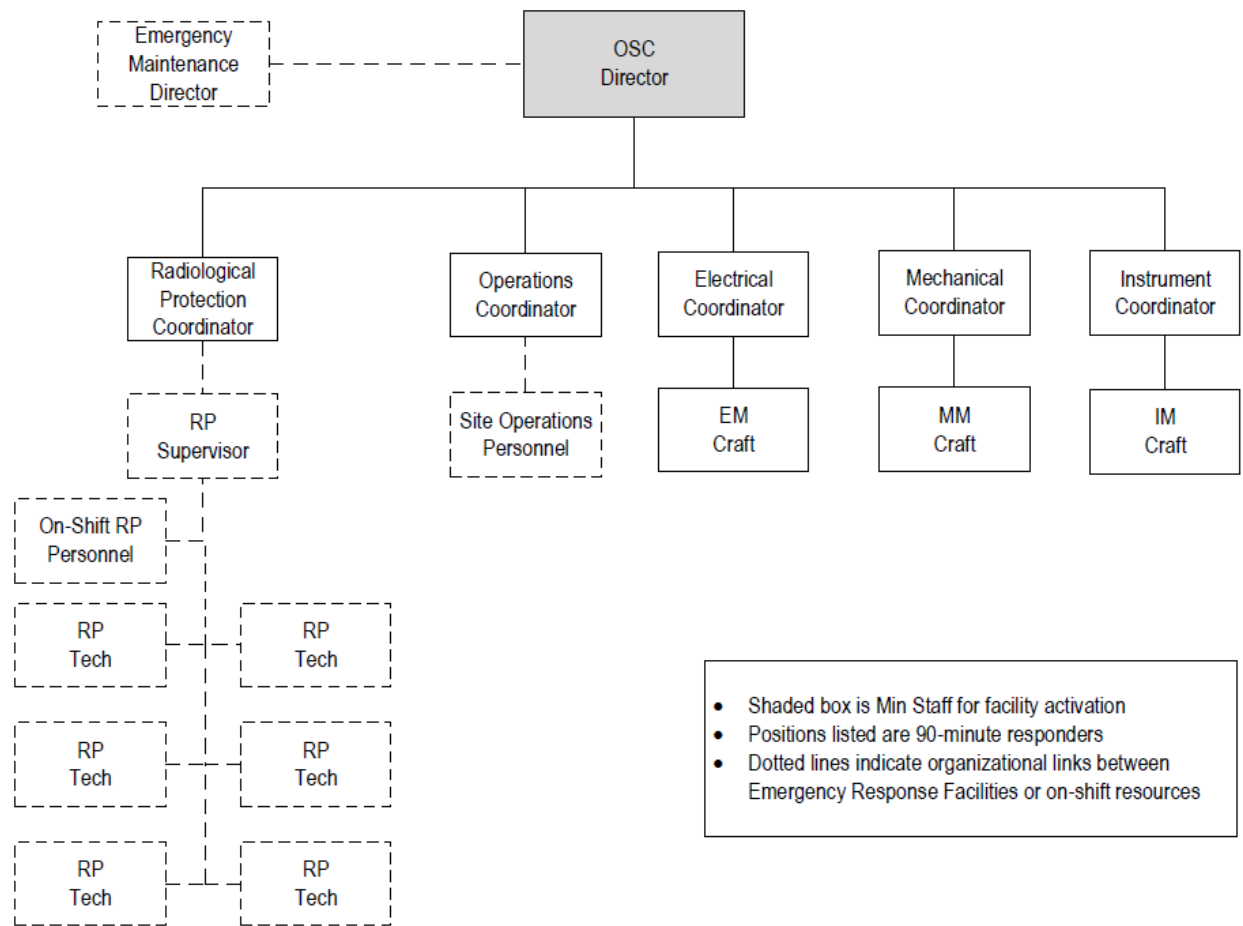 Emergency
Maintenance
Director
OSC
Director
Radiological
Protection
Coordinator
Operations
Coordinator
Electrical
Coordinator
Mechanical
Coordinator
Instrument
Coordinator
RP
Supervisor
Site Operations
Personnel
EM
Craft
MM
Craft
IM
Craft
On-Shift RP
Personnel
RP
Tech
RP
Tech
RP
Tech
RP
Tech
RP
Tech
RP
Tech
• Shaded box is Min Staff for facility activation
• Positions listed are 90-minute responders
• Dotted lines indicate organizational links between
Emergency Response Facilities or on-shift resources